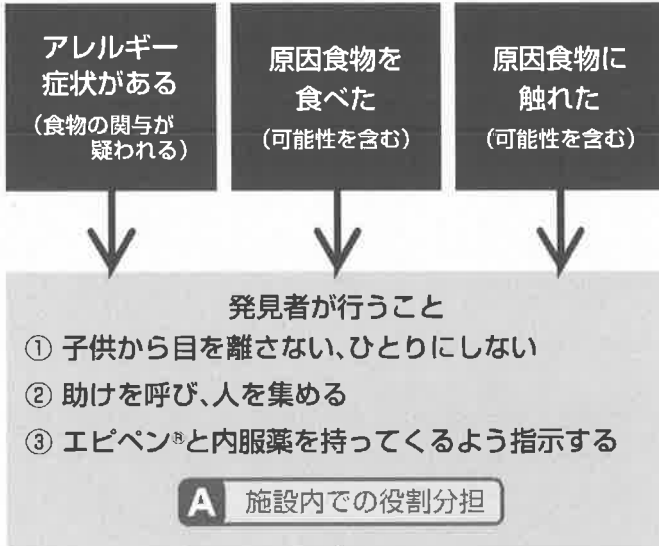 アレルギー
症状がある
(食物の関与が
疑われる)
原因食物を
食べた
(可能性を含む)
原因食物に
触れた
(可能性を含む)
発見者が行うこと
① 子供から目を離さない、ひとりにしない
② 助けを呼び、人を集める
③ エピペン®と内服薬を持ってくるよう指示する
A 施設内での役割分担